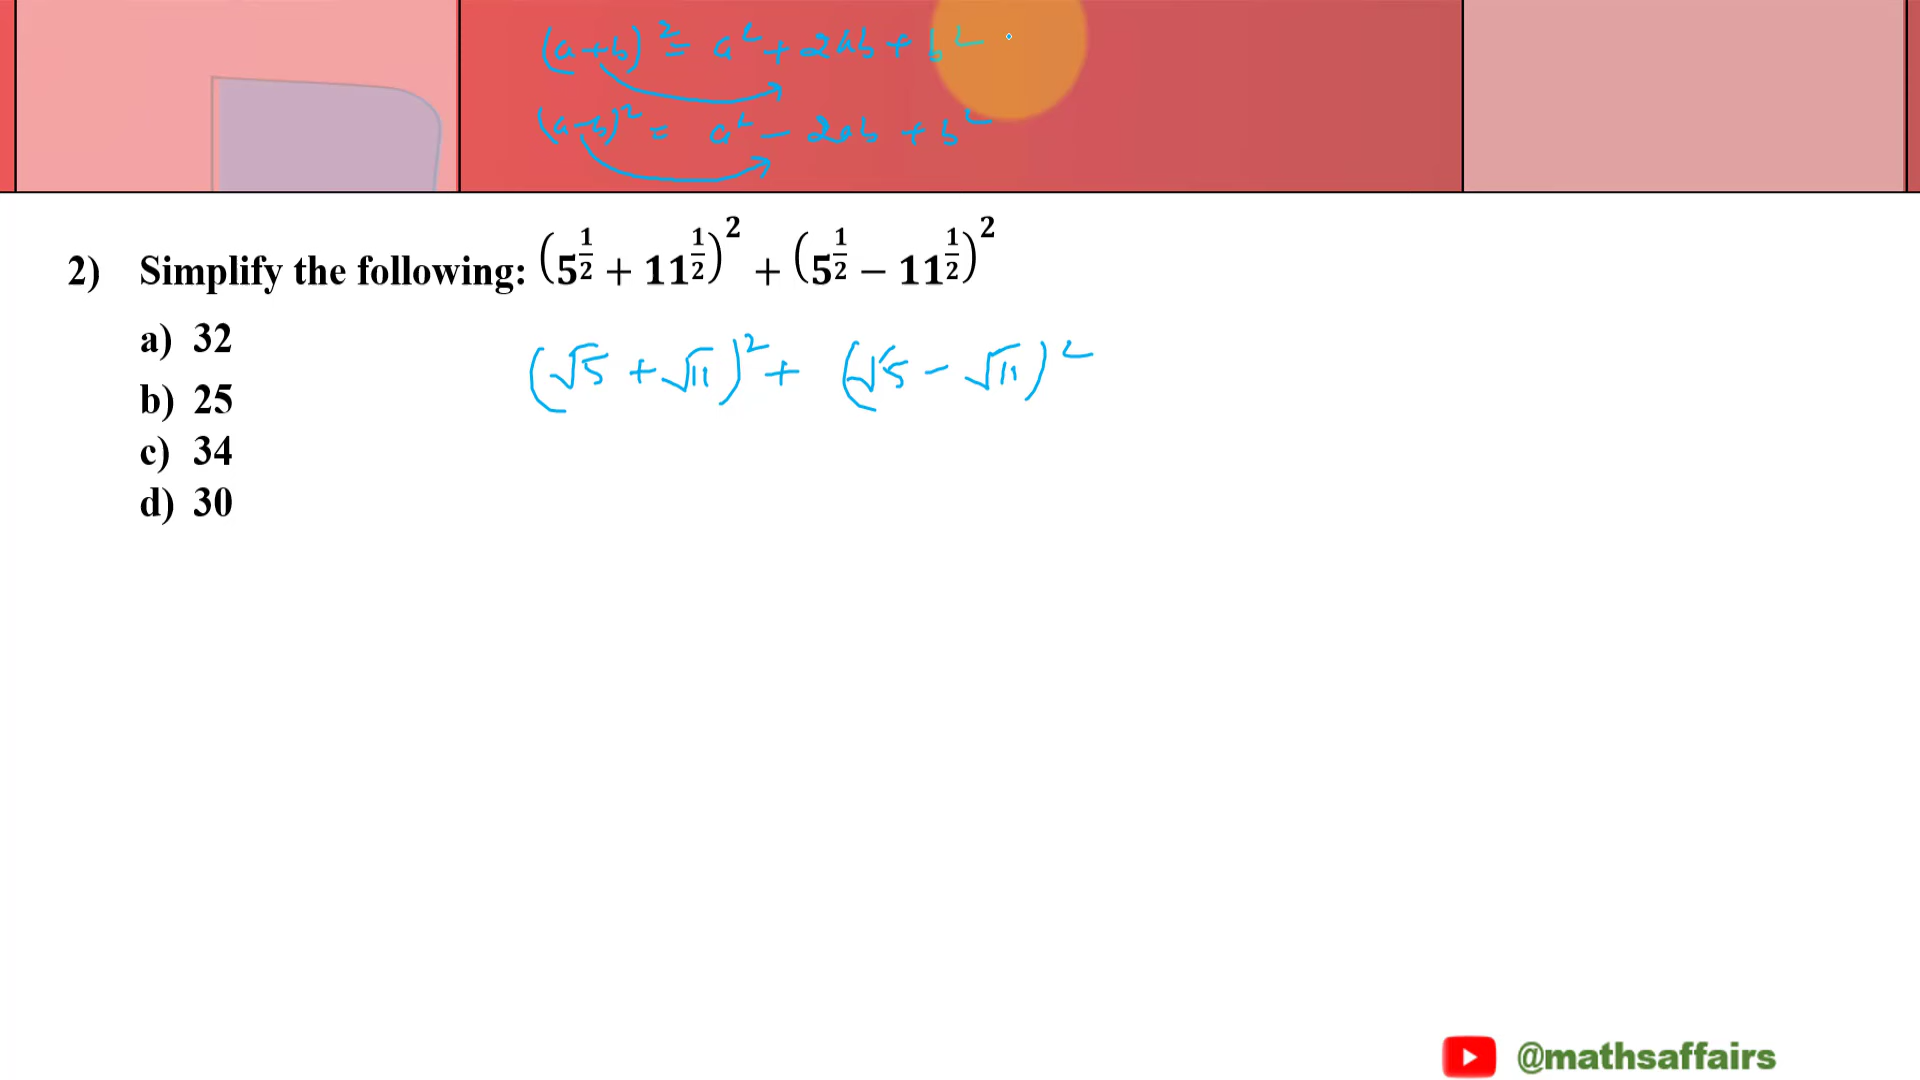 (a+b)² = a² + 2ab + b²
(a-b)² = a² - 2ab + b²
2) Simplify the following: (5^{1/2} + 11^{1/2})² + (5^{1/2} − 11^{1/2})²
a) 32
(√5 + √11)² + (√5 - √11)²
b) 25
c) 34
d) 30
@mathsaffairs